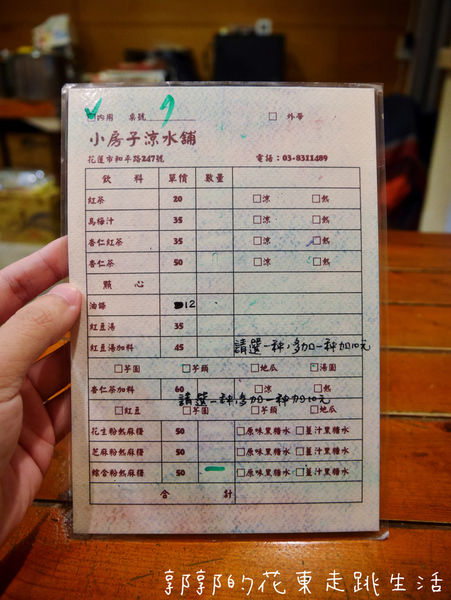 ☑內用 桌號 7 □ 外帶
小房子涼水舖
花蓮市和平路247號 電話：03-8311489
飲 料 單價 數量
紅茶 20 □涼 □熱
烏梅汁 35 □涼 □熱
杏仁紅茶 35 □涼 □熱
杏仁茶 50 □涼 □熱
點 心
油條 12
紅豆湯 35
紅豆湯加料 45 請選一種，多加一種加10元
□芋圓 □芋頭 □地瓜 □湯圓
杏仁茶加料 60 □涼 □熱
請選一種，多加一種加10元
□紅豆 □芋圓 □芋頭 □地瓜
花生粉熱麻糬 50 □原味黑糖水 □薑汁黑糖水
芝麻粉熱麻糬 50 □原味黑糖水 □薑汁黑糖水
綜合粉熱麻糬 50 一 □原味黑糖水 □薑汁黑糖水
合 計
郭郭的花東走跳生活